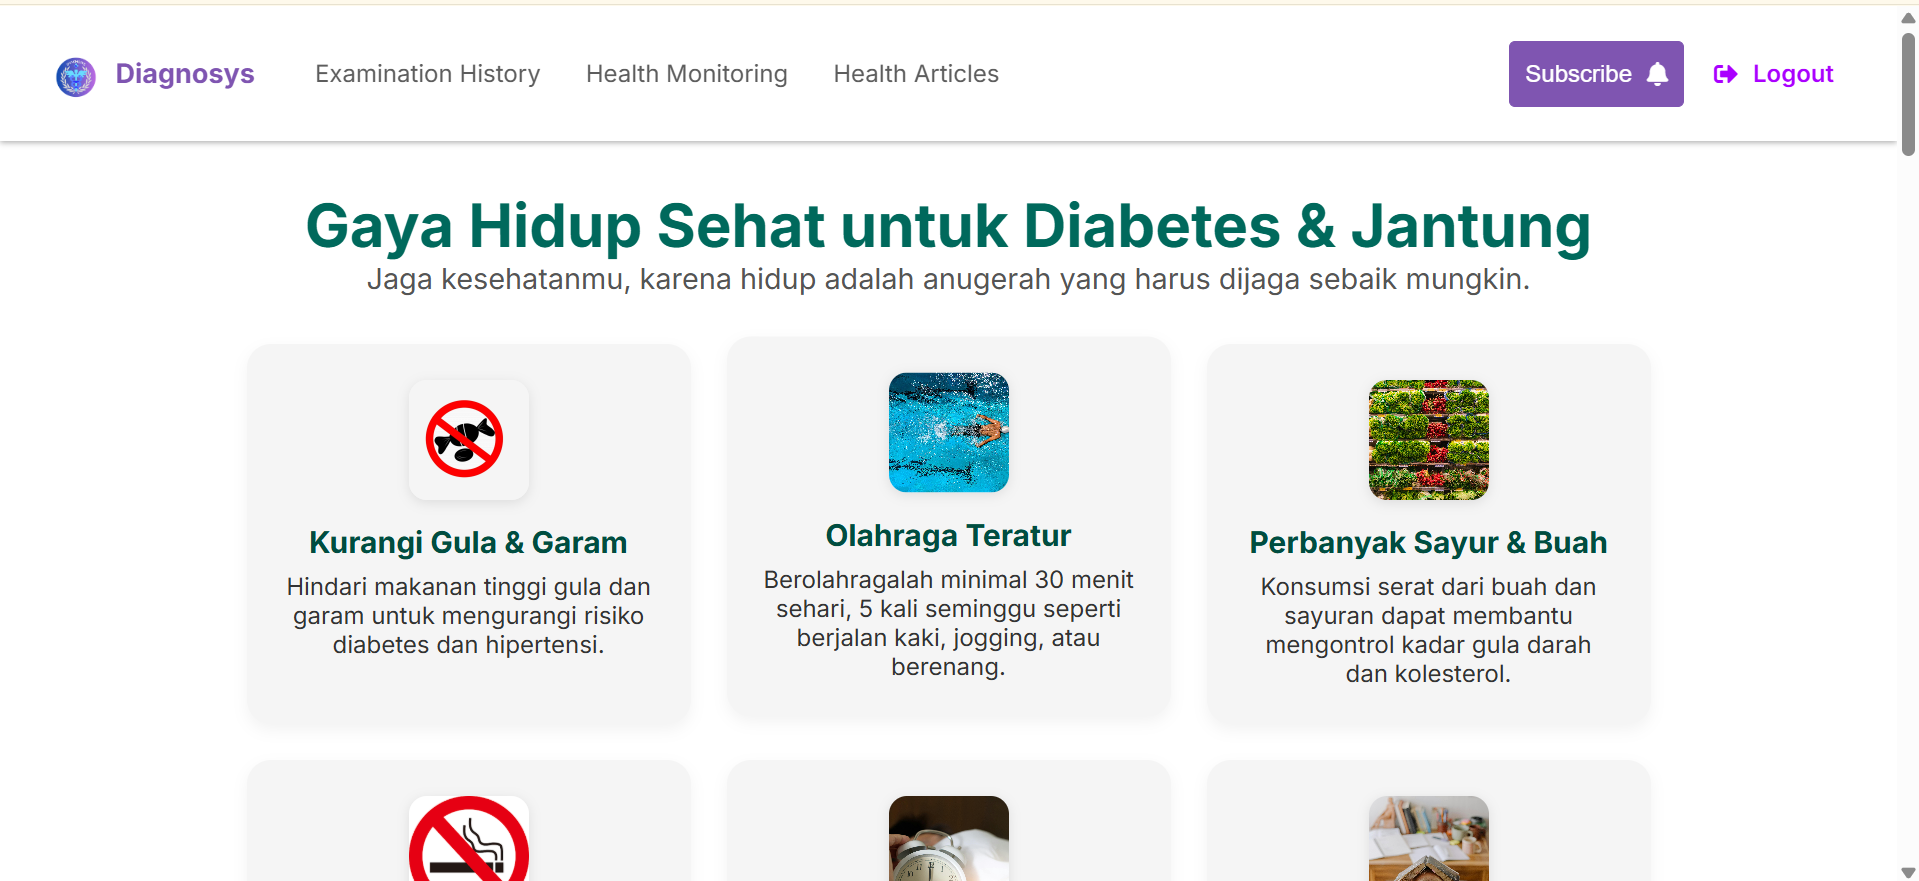 Diagnosys
Examination History
Health Monitoring
Health Articles
Subscribe
Logout
Gaya Hidup Sehat untuk Diabetes & Jantung
Jaga kesehatanmu, karena hidup adalah anugerah yang harus dijaga sebaik mungkin.
Kurangi Gula & Garam
Hindari makanan tinggi gula dan
garam untuk mengurangi risiko
diabetes dan hipertensi.
Olahraga Teratur
Berolahragalah minimal 30 menit
sehari, 5 kali seminggu seperti
berjalan kaki, jogging, atau
berenang.
Perbanyak Sayur & Buah
Konsumsi serat dari buah dan
sayuran dapat membantu
mengontrol kadar gula darah
dan kolesterol.